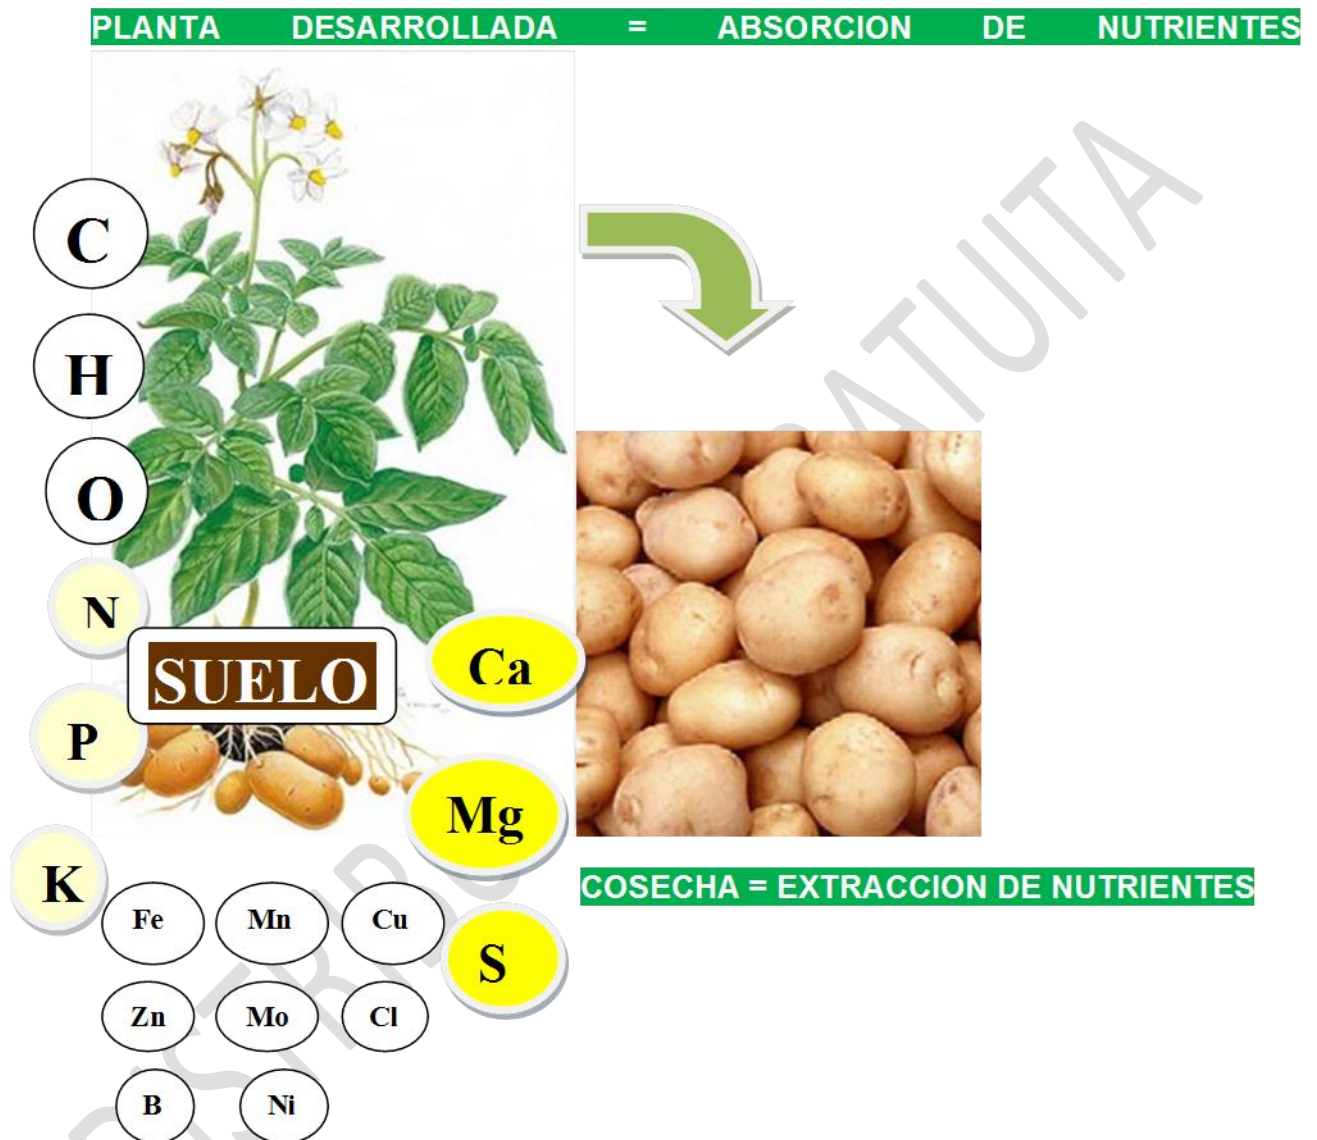 PLANTA DESARROLLADA = ABSORCION DE NUTRIENTES
C
H
O
N
SUELO
Ca
P
Mg
K
COSECHA = EXTRACCION DE NUTRIENTES
Fe Mn Cu
S
Zn Mo Cl
B Ni